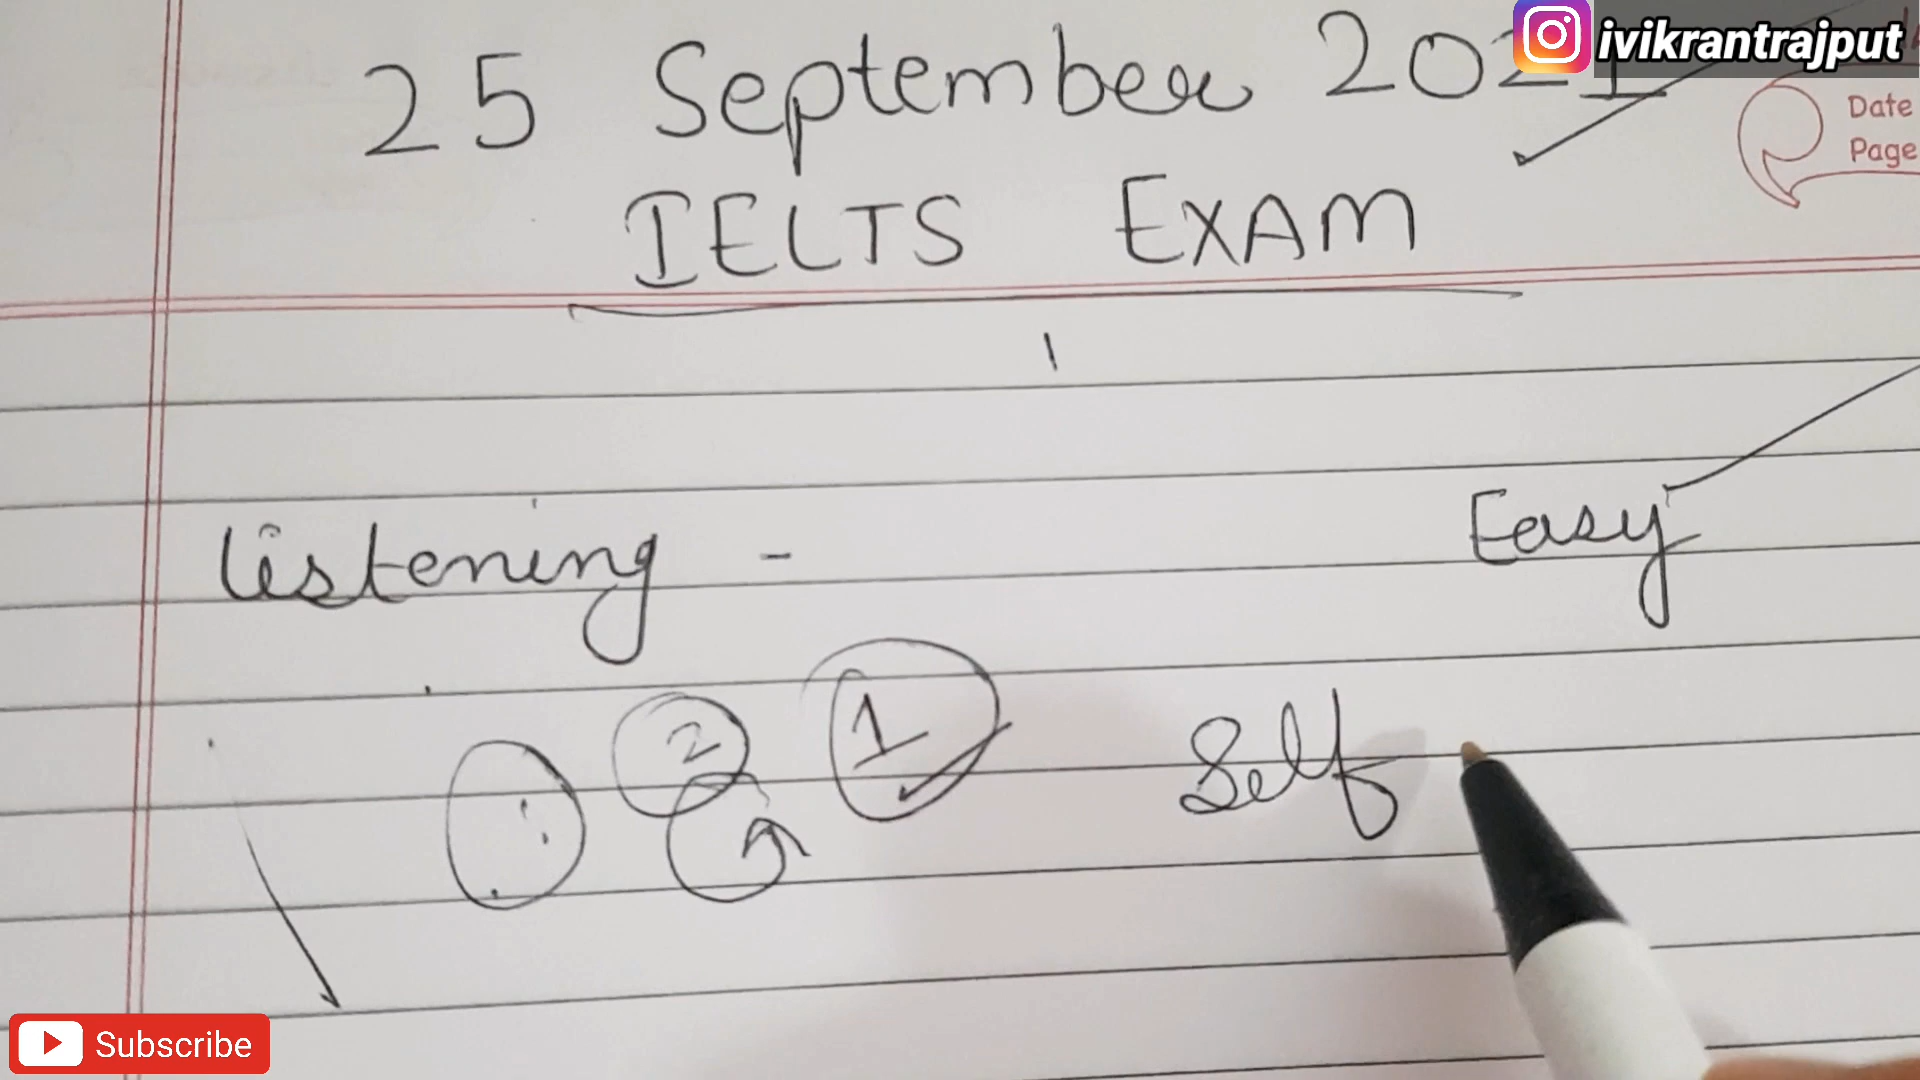 ivikrantrajput
25 September 2021
Date
Page
IELTS EXAM
Listening - Easy
2 1
Self
Subscribe